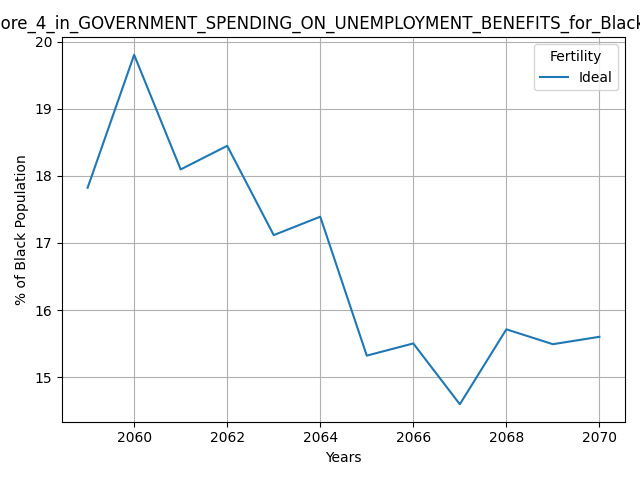 ore_4_in_GOVERNMENT_SPENDING_ON_UNEMPLOYMENT_BENEFITS_for_Black
Fertility
Ideal
20
19
18
17
16
15
% of Black Population
2060 2062 2064 2066 2068 2070
Years